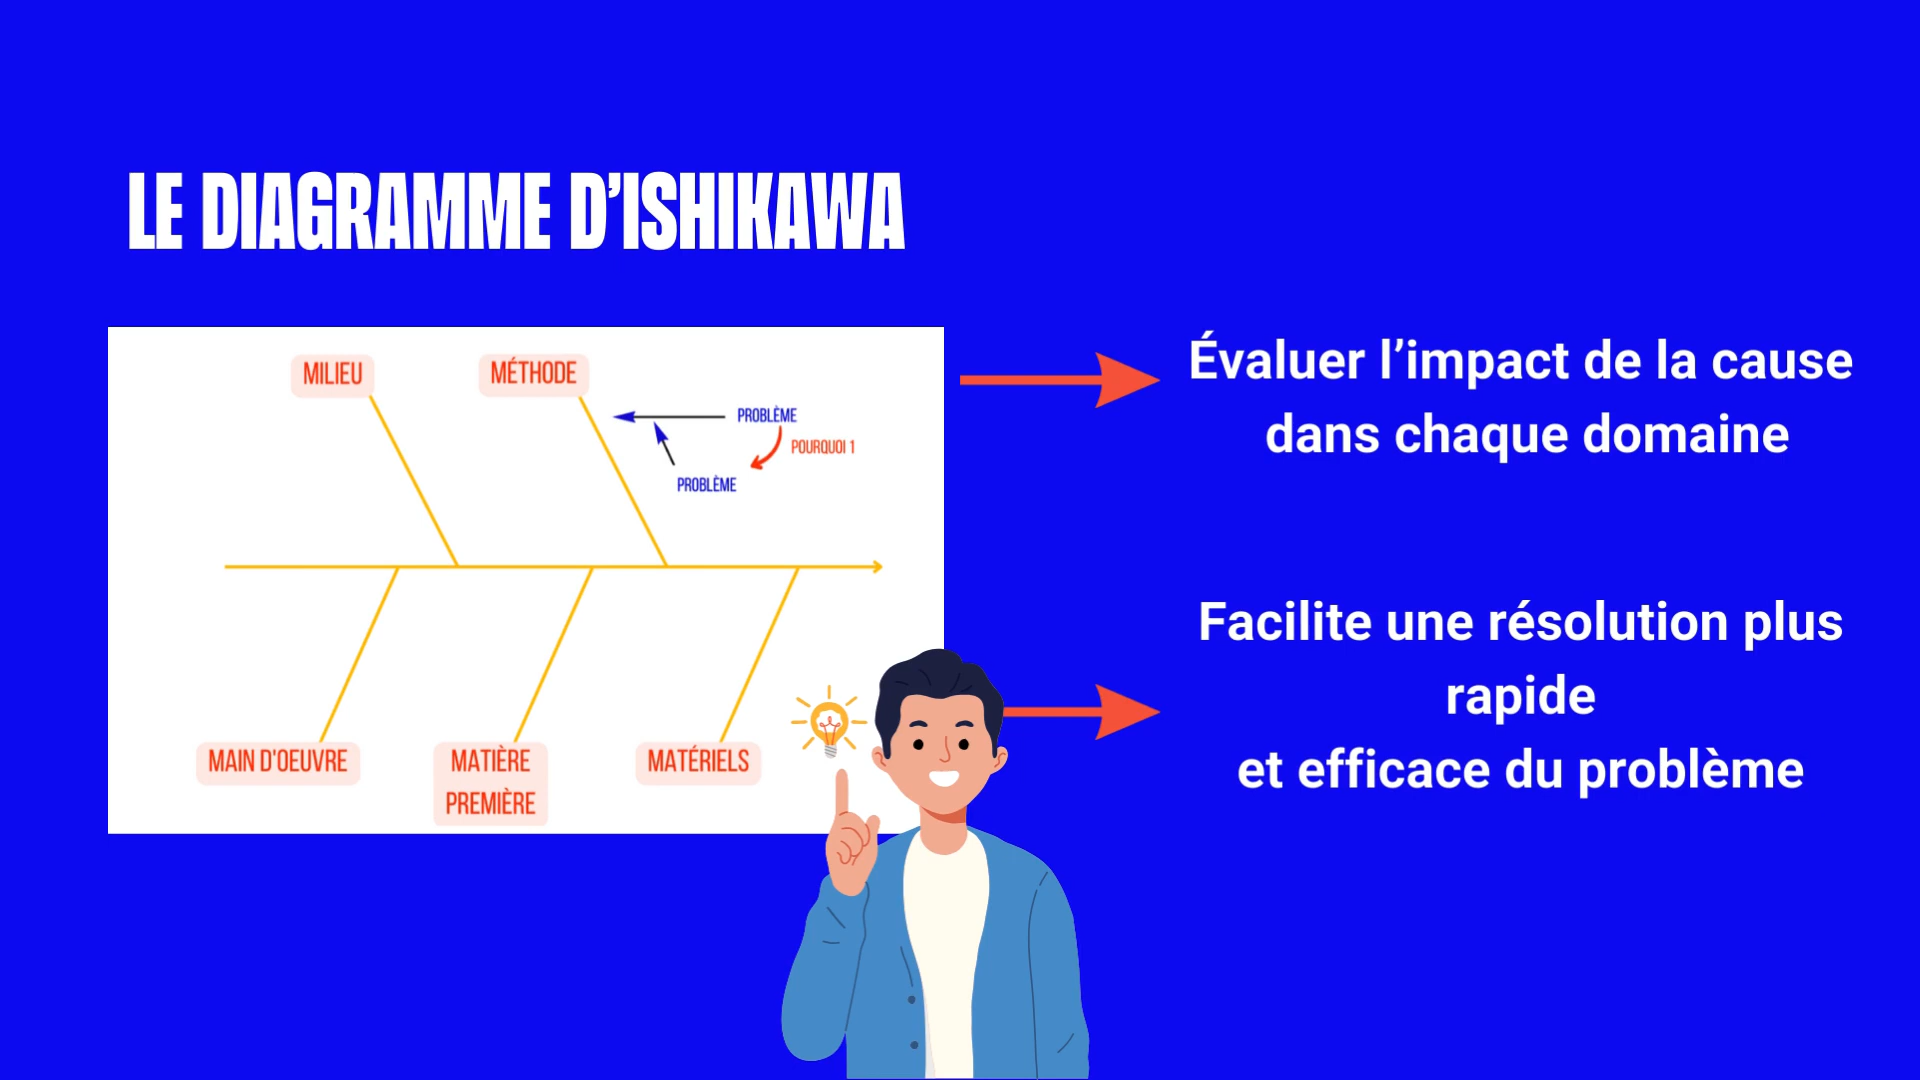 LE DIAGRAMME D’ISHIKAWA
MILIEU
MÉTHODE
PROBLÈME
POURQUOI 1
PROBLÈME
MAIN D'OEUVRE
MATIÈRE
PREMIÈRE
MATÉRIELS
Évaluer l’impact de la cause
dans chaque domaine
Facilite une résolution plus
rapide
et efficace du problème